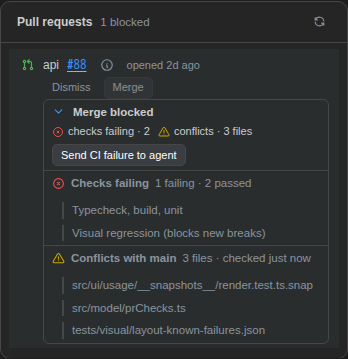 Pull requests 1 blocked
api #88 opened 2d ago
Dismiss Merge
Merge blocked
checks failing · 2 conflicts · 3 files
Send CI failure to agent
Checks failing 1 failing · 2 passed
Typecheck, build, unit
Visual regression (blocks new breaks)
Conflicts with main 3 files · checked just now
src/ui/usage/__snapshots__/render.test.ts.snap
src/model/prChecks.ts
tests/visual/layout-known-failures.json